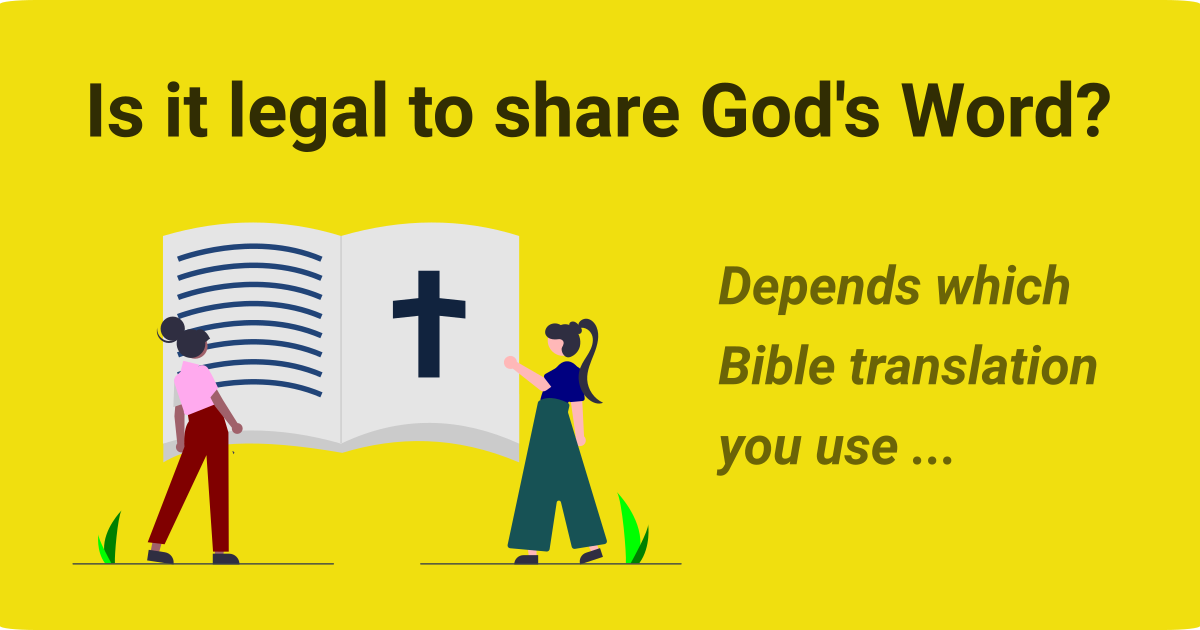 Is it legal to share God's Word?
Depends which
Bible translation
you use ...